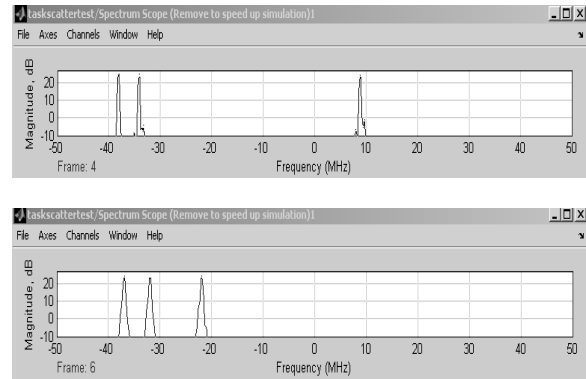 taskscattertest/Spectrum Scope (Remove to speed up simulation)1
File Axes Channels Window Help
Magnitude, dB
20
10
0
-10
-50 -40 -30 -20 -10 0 10 20 30 40 50
Frame: 4 Frequency (MHz)
taskscattertest/Spectrum Scope (Remove to speed up simulation)1
File Axes Channels Window Help
Magnitude, dB
20
10
0
-10
-50 -40 -30 -20 -10 0 10 20 30 40 50
Frame: 6 Frequency (MHz)